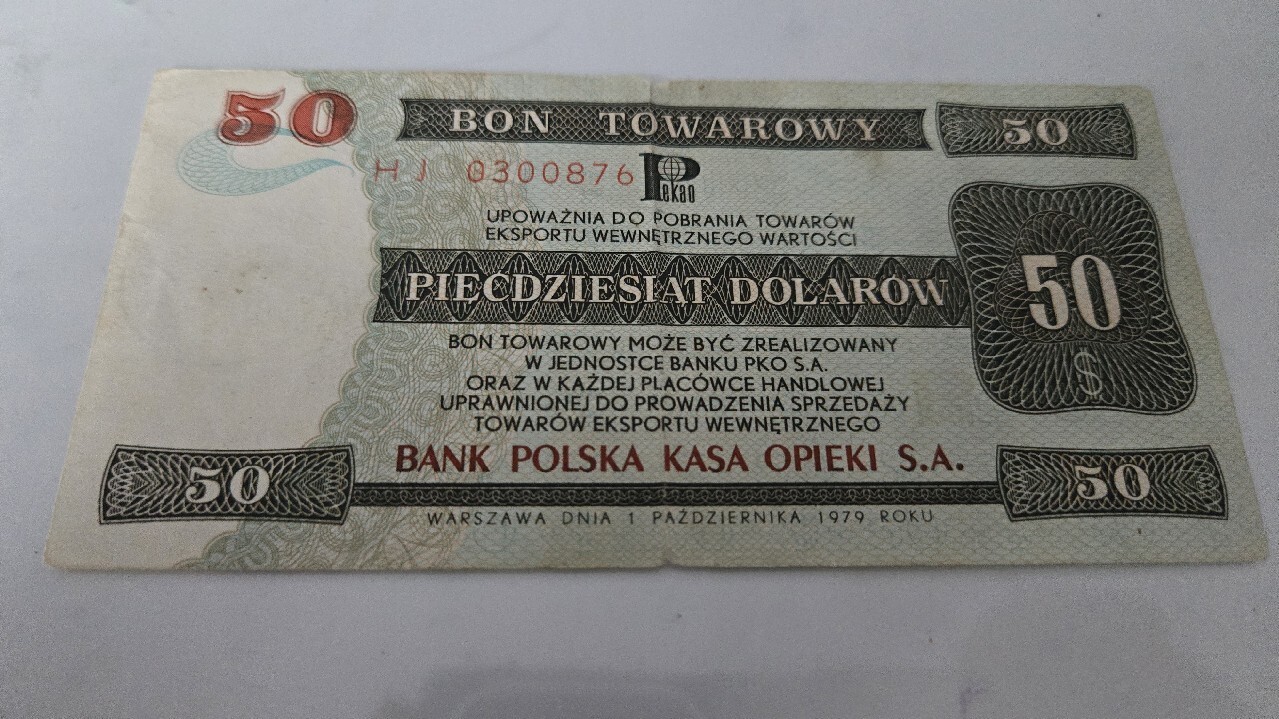 50
BON TOWAROWY
50
HJ 0300876
Pekao
UPOWAŻNIA DO POBRANIA TOWARÓW
EKSPORTU WEWNĘTRZNEGO WARTOŚCI
PIĘĆDZIESIĄT DOLARÓW
50
$
BON TOWAROWY MOŻE BYĆ ZREALIZOWANY
W JEDNOSTCE BANKU PKO S.A.
ORAZ W KAŻDEJ PLACÓWCE HANDLOWEJ
UPRAWNIONEJ DO PROWADZENIA SPRZEDAŻY
TOWARÓW EKSPORTU WEWNĘTRZNEGO
BANK POLSKA KASA OPIEKI S.A.
50
50
WARSZAWA DNIA 1 PAŹDZIERNIKA 1979 ROKU